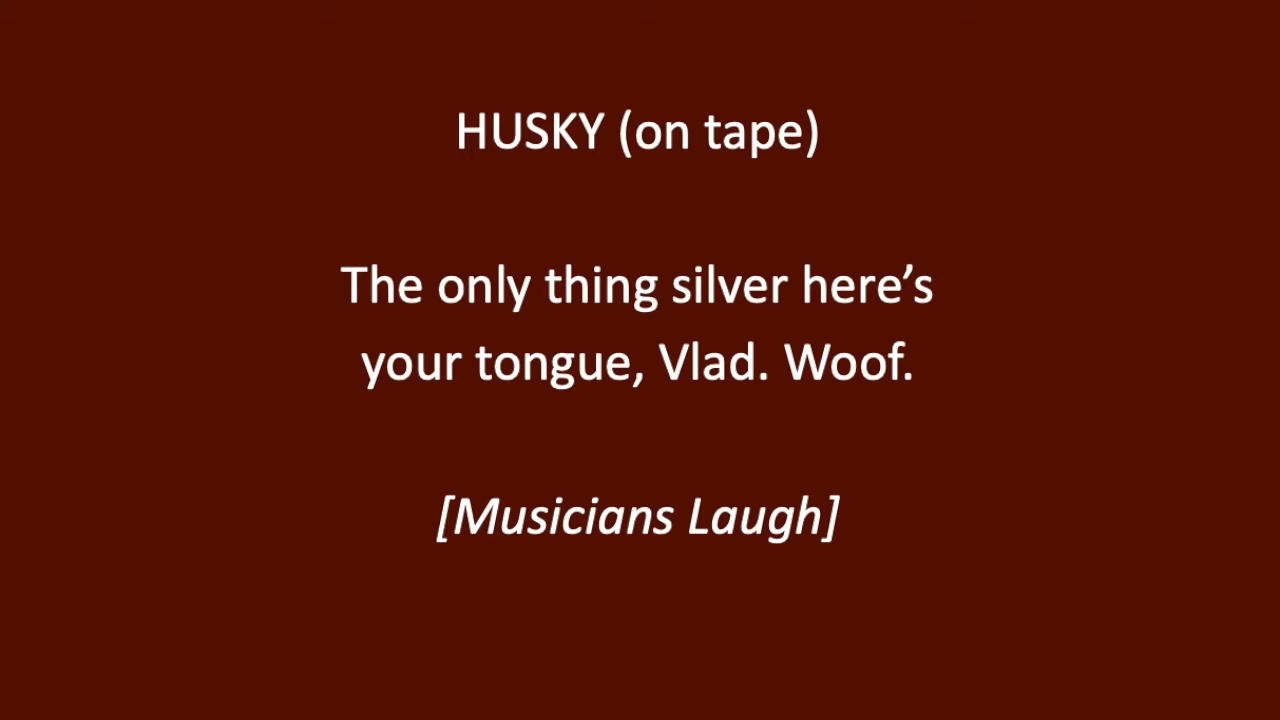 HUSKY (on tape)
The only thing silver here’s
your tongue, Vlad. Woof.
[Musicians Laugh]